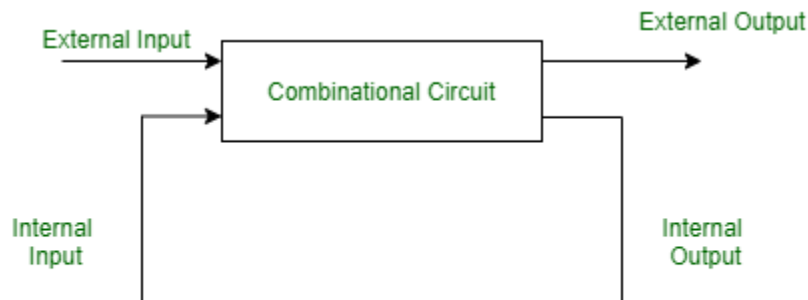 External Output
External Input
Combinational Circuit
Internal
Input
Internal
Output